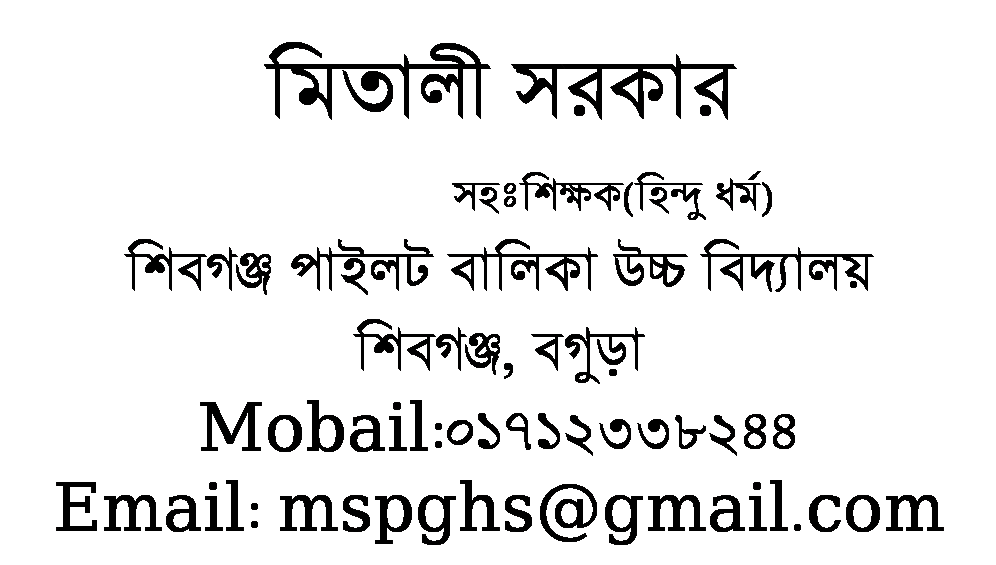 মিতালী সরকার
সহঃশিক্ষক(হিন্দু ধর্ম)
শিবগঞ্জ পাইলট বালিকা উচ্চ বিদ্যালয়
শিবগঞ্জ, বগুড়া
Mobail:০১৭১২৩৩৮২৪৪
Email: mspghs@gmail.com